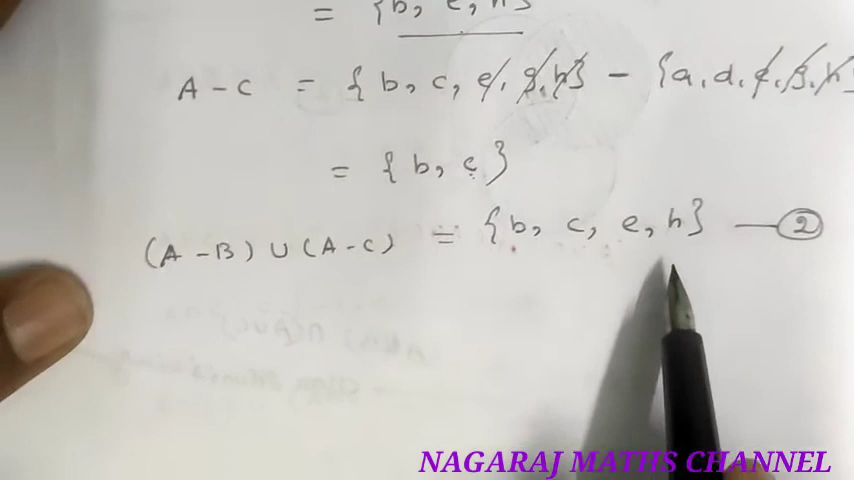 = {b, e, h}
A - C = {b, c, e, g, h} - {a, d, e, g, h}
= {b, c}
(A - B) ∪ (A - C) = {b, c, e, h} — ②
NAGARAJ MATHS CHANNEL